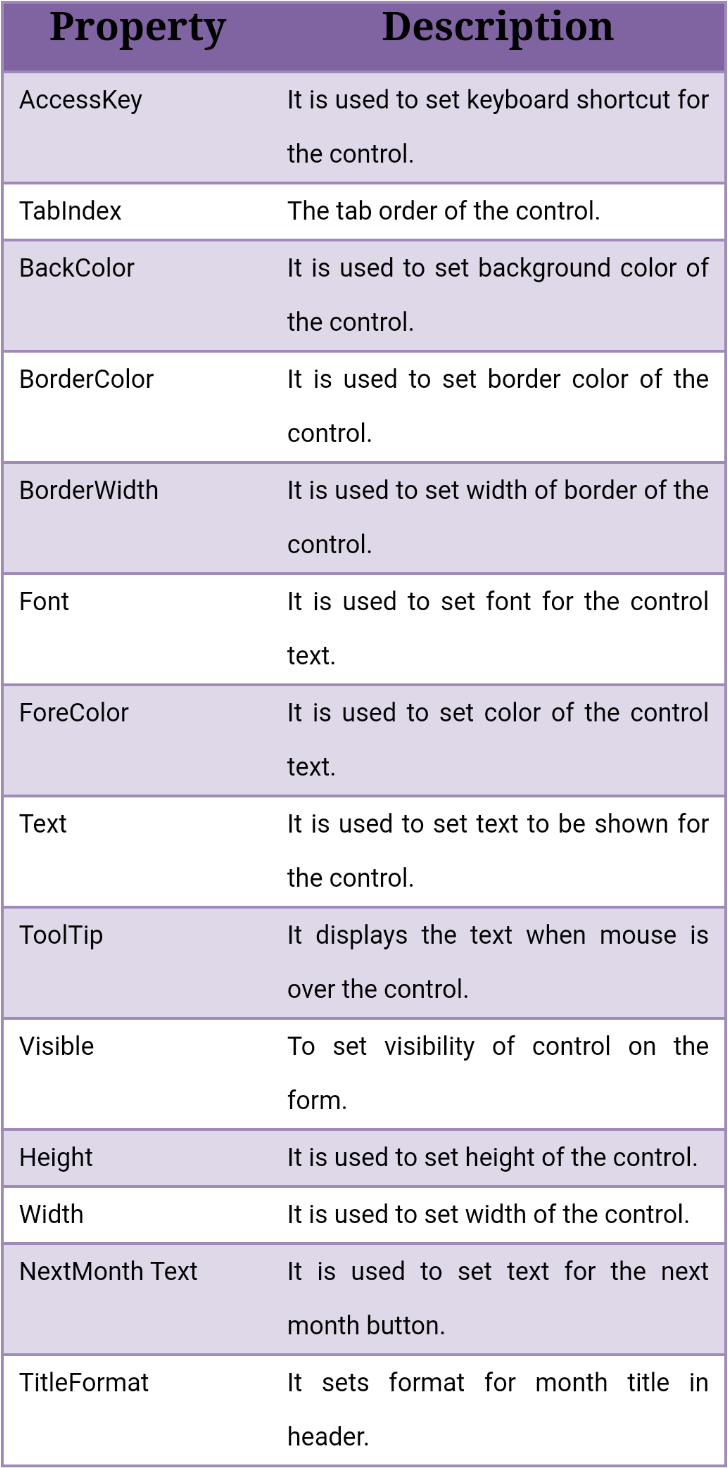 Property Description
AccessKey It is used to set keyboard shortcut for
the control.
TabIndex The tab order of the control.
BackColor It is used to set background color of
the control.
BorderColor It is used to set border color of the
control.
BorderWidth It is used to set width of border of the
control.
Font It is used to set font for the control
text.
ForeColor It is used to set color of the control
text.
Text It is used to set text to be shown for
the control.
ToolTip It displays the text when mouse is
over the control.
Visible To set visibility of control on the
form.
Height It is used to set height of the control.
Width It is used to set width of the control.
NextMonth Text It is used to set text for the next
month button.
TitleFormat It sets format for month title in
header.